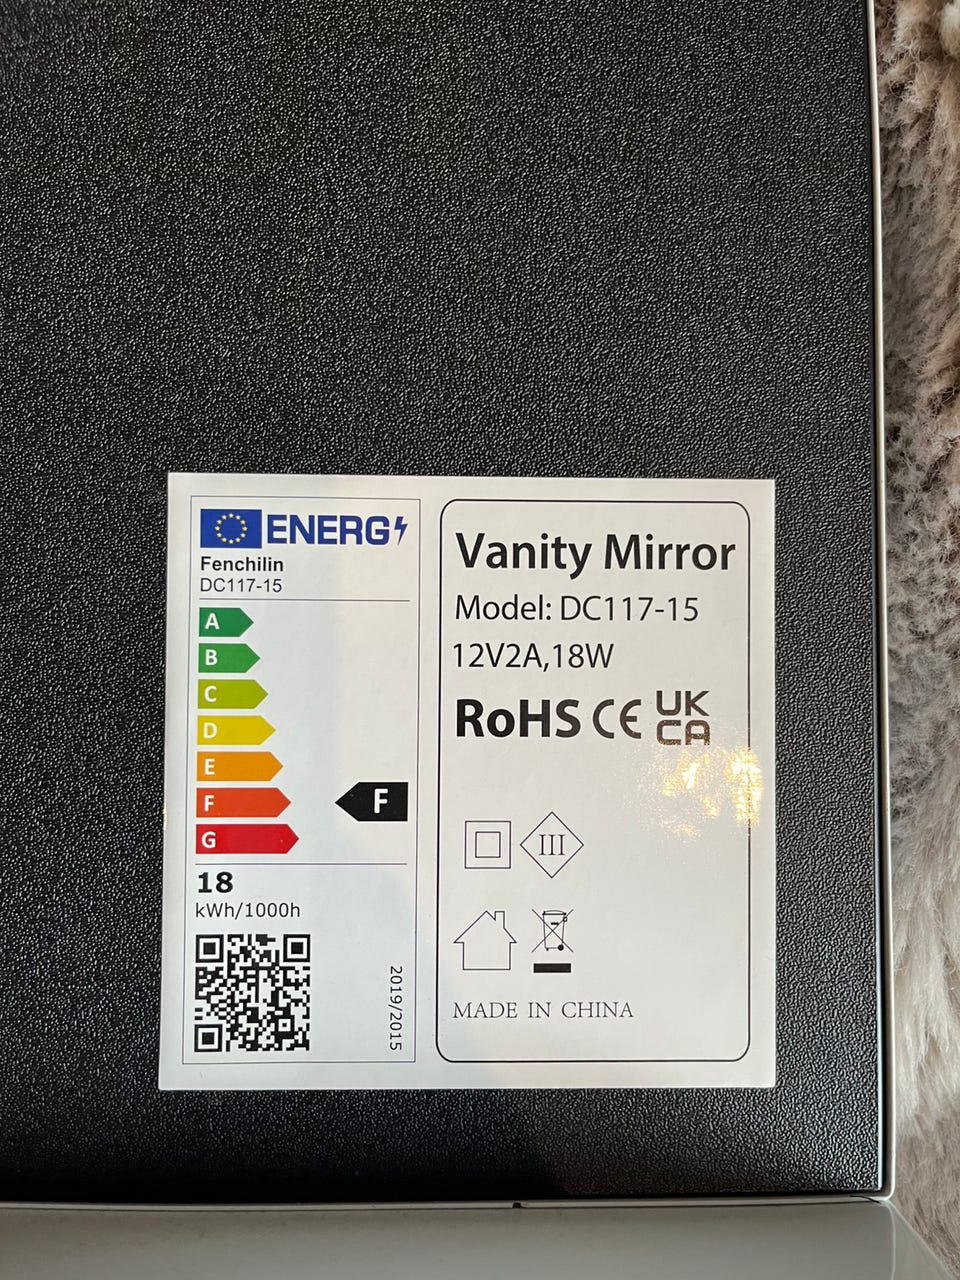 ENERG
Fenchilin
DC117-15
A
B
C
D
E
F
F
G
18
kWh/1000h
2019/2015
Vanity Mirror
Model: DC117-15
12V2A,18W
RoHS CE UK
CA
III
MADE IN CHINA